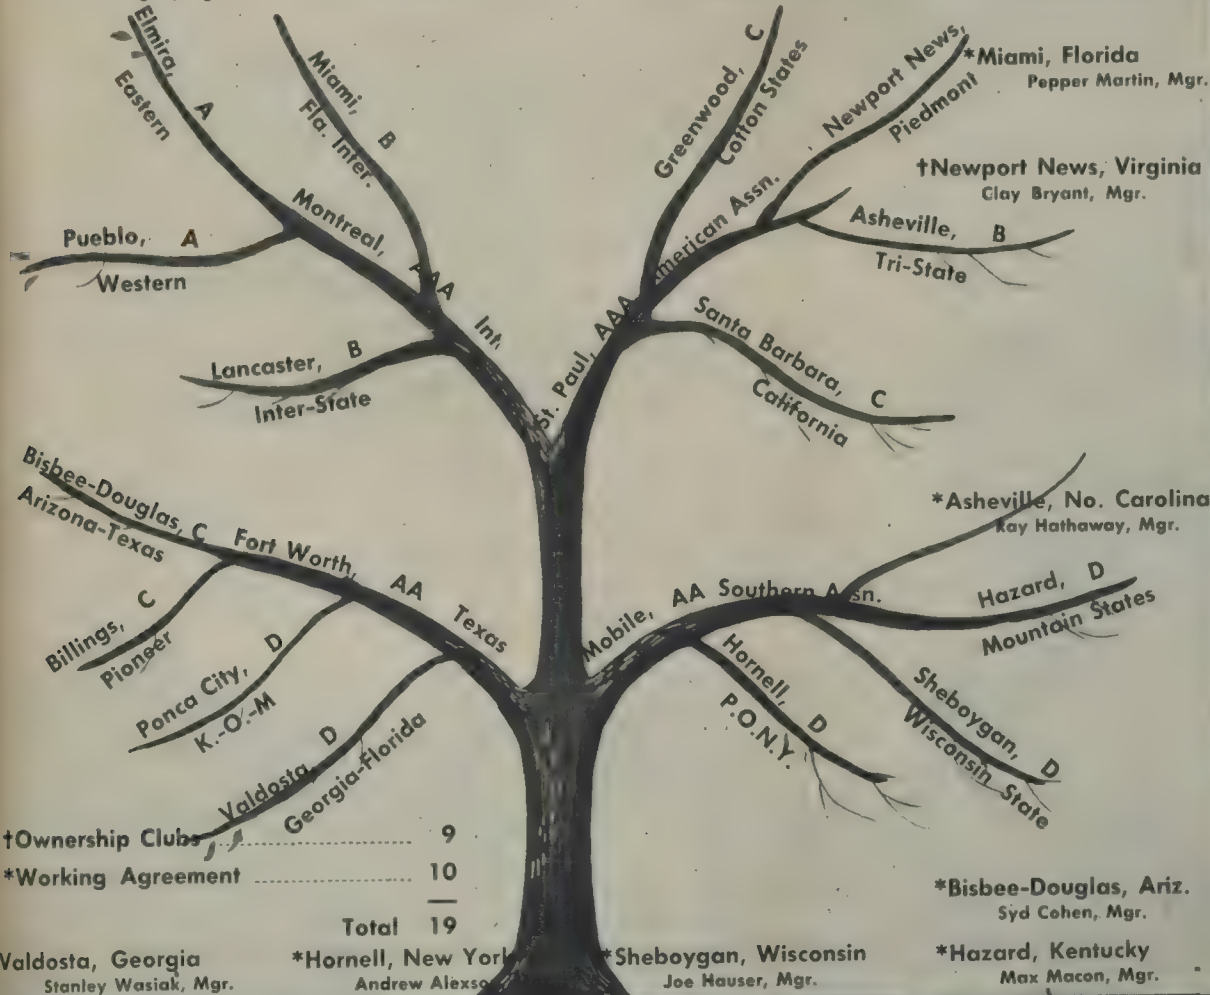 Elmira, A
Eastern
Miami, B
Fla. Inter.
Greenwood, C
Cotton States
Newport News,
Piedmont
*Miami, Florida
Pepper Martin, Mgr.
†Newport News, Virginia
Clay Bryant, Mgr.
Pueblo, A
Western
Montreal, AAA Int.
St. Paul, AAA American Assn.
Asheville, B
Tri-State
Lancaster, B
Inter-State
Santa Barbara, C
California
Bisbee-Douglas, C
Arizona-Texas
Fort Worth, AA Texas
Mobile, AA Southern Assn.
*Asheville, No. Carolina
Ray Hathaway, Mgr.
Billings, C
Pioneer
Hazard, D
Mountain States
Ponca City, D
K.-O.-M
Hornell, D
P.O.N.Y.
Sheboygan, D
Wisconsin State
Valdosta, D
Georgia-Florida
†Ownership Clubs 9
*Working Agreement 10
Total 19
*Bisbee-Douglas, Ariz.
Syd Cohen, Mgr.
Valdosta, Georgia
Stanley Wasiak, Mgr.
*Hornell, New York
Andrew Alexso
*Sheboygan, Wisconsin
Joe Hauser, Mgr.
*Hazard, Kentucky
Max Macon, Mgr.